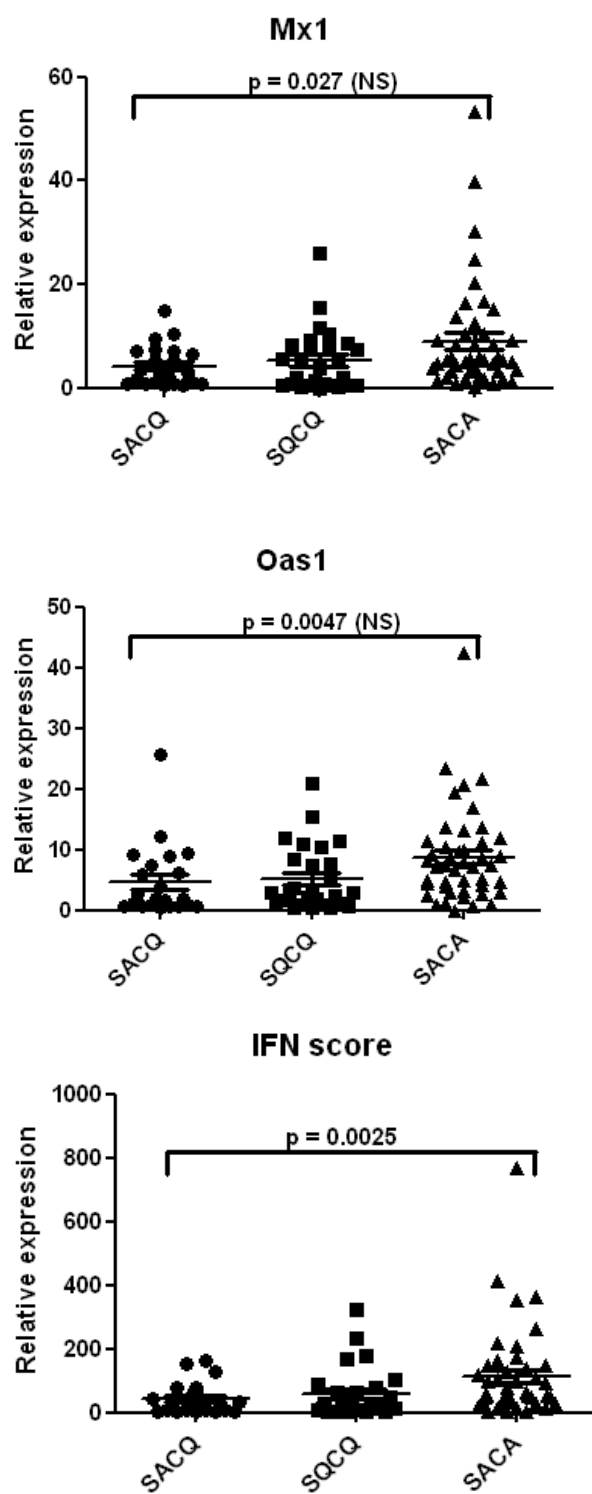 Mx1
p = 0.027 (NS)
Relative expression
60
40
20
0
SACQ
SQCQ
SACA
Oas1
p = 0.0047 (NS)
Relative expression
50
40
30
20
10
0
SACQ
SQCQ
SACA
IFN score
p = 0.0025
Relative expression
1000
800
600
400
200
0
SACQ
SQCQ
SACA